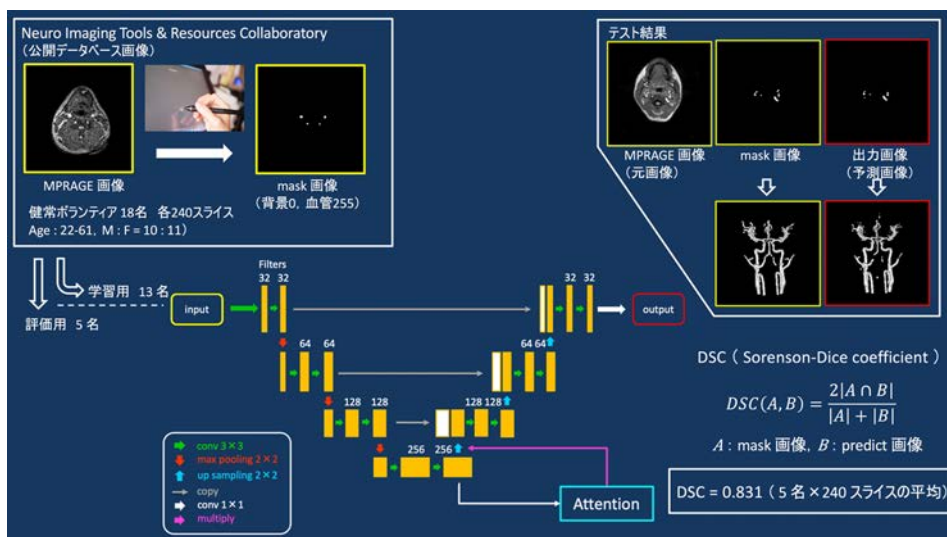 Neuro Imaging Tools & Resources Collaboratory
（公開データベース画像）
MPRAGE 画像
mask 画像
（背景0, 血管255）
健常ボランティア 18名 各240スライス
Age : 22-61, M : F = 10 : 11）
学習用 13 名
評価用 5 名
input
Filters
32 32
64 64
128 128
256 256
128 128
64 64
32 32
output
Attention
conv 3×3
max pooling 2×2
up sampling 2×2
copy
conv 1×1
multiply
テスト結果
MPRAGE 画像
（元画像）
mask 画像
出力画像
（予測画像）
DSC（ Sorenson-Dice coefficient）
DSC(A, B) = 2|A ∩ B| / |A| + |B|
A : mask 画像, B : predict 画像
DSC = 0.831（ 5 名×240 スライスの平均）